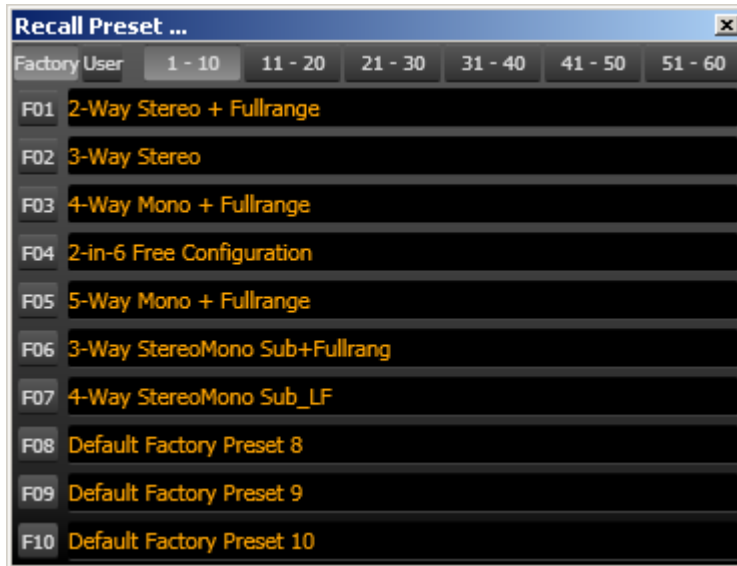 Recall Preset ...
Factory User 1 - 10 11 - 20 21 - 30 31 - 40 41 - 50 51 - 60
F01 2-Way Stereo + Fullrange
F02 3-Way Stereo
F03 4-Way Mono + Fullrange
F04 2-in-6 Free Configuration
F05 5-Way Mono + Fullrange
F06 3-Way StereoMono Sub+Fullrang
F07 4-Way StereoMono Sub_LF
F08 Default Factory Preset 8
F09 Default Factory Preset 9
F10 Default Factory Preset 10